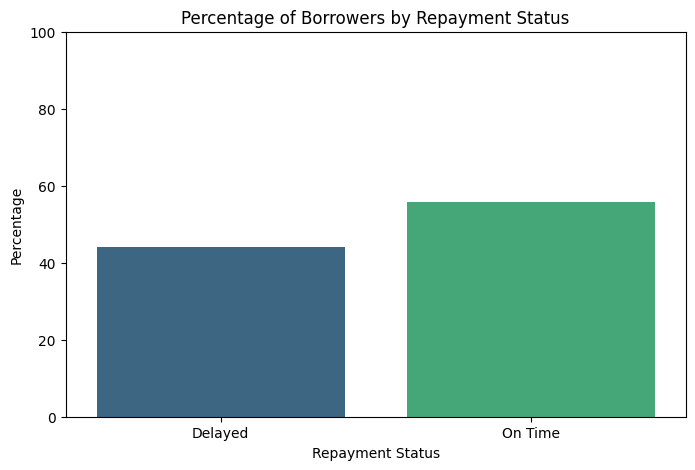 Percentage of Borrowers by Repayment Status
100
80
60
40
20
0
Percentage
Delayed
On Time
Repayment Status